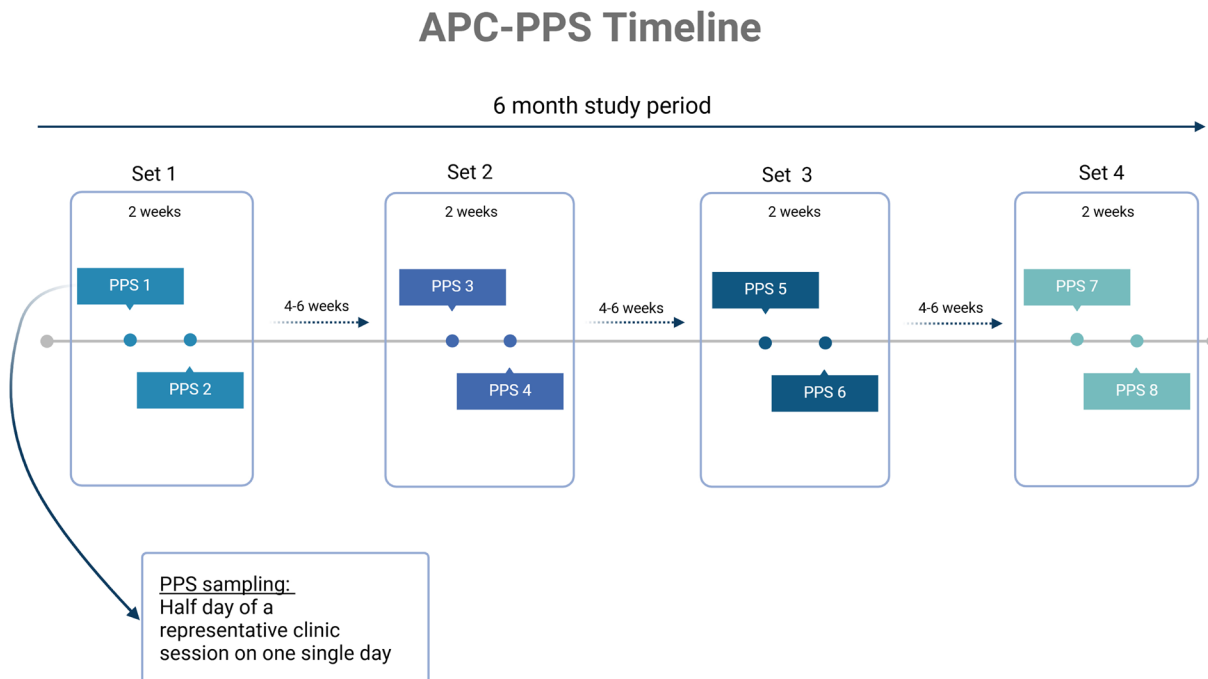 APC-PPS Timeline
6 month study period
Set 1
Set 2
Set 3
Set 4
2 weeks
2 weeks
2 weeks
2 weeks
PPS 1
PPS 3
PPS 5
PPS 7
4-6 weeks
4-6 weeks
4-6 weeks
PPS 2
PPS 4
PPS 6
PPS 8
PPS sampling:
Half day of a
representative clinic
session on one single day